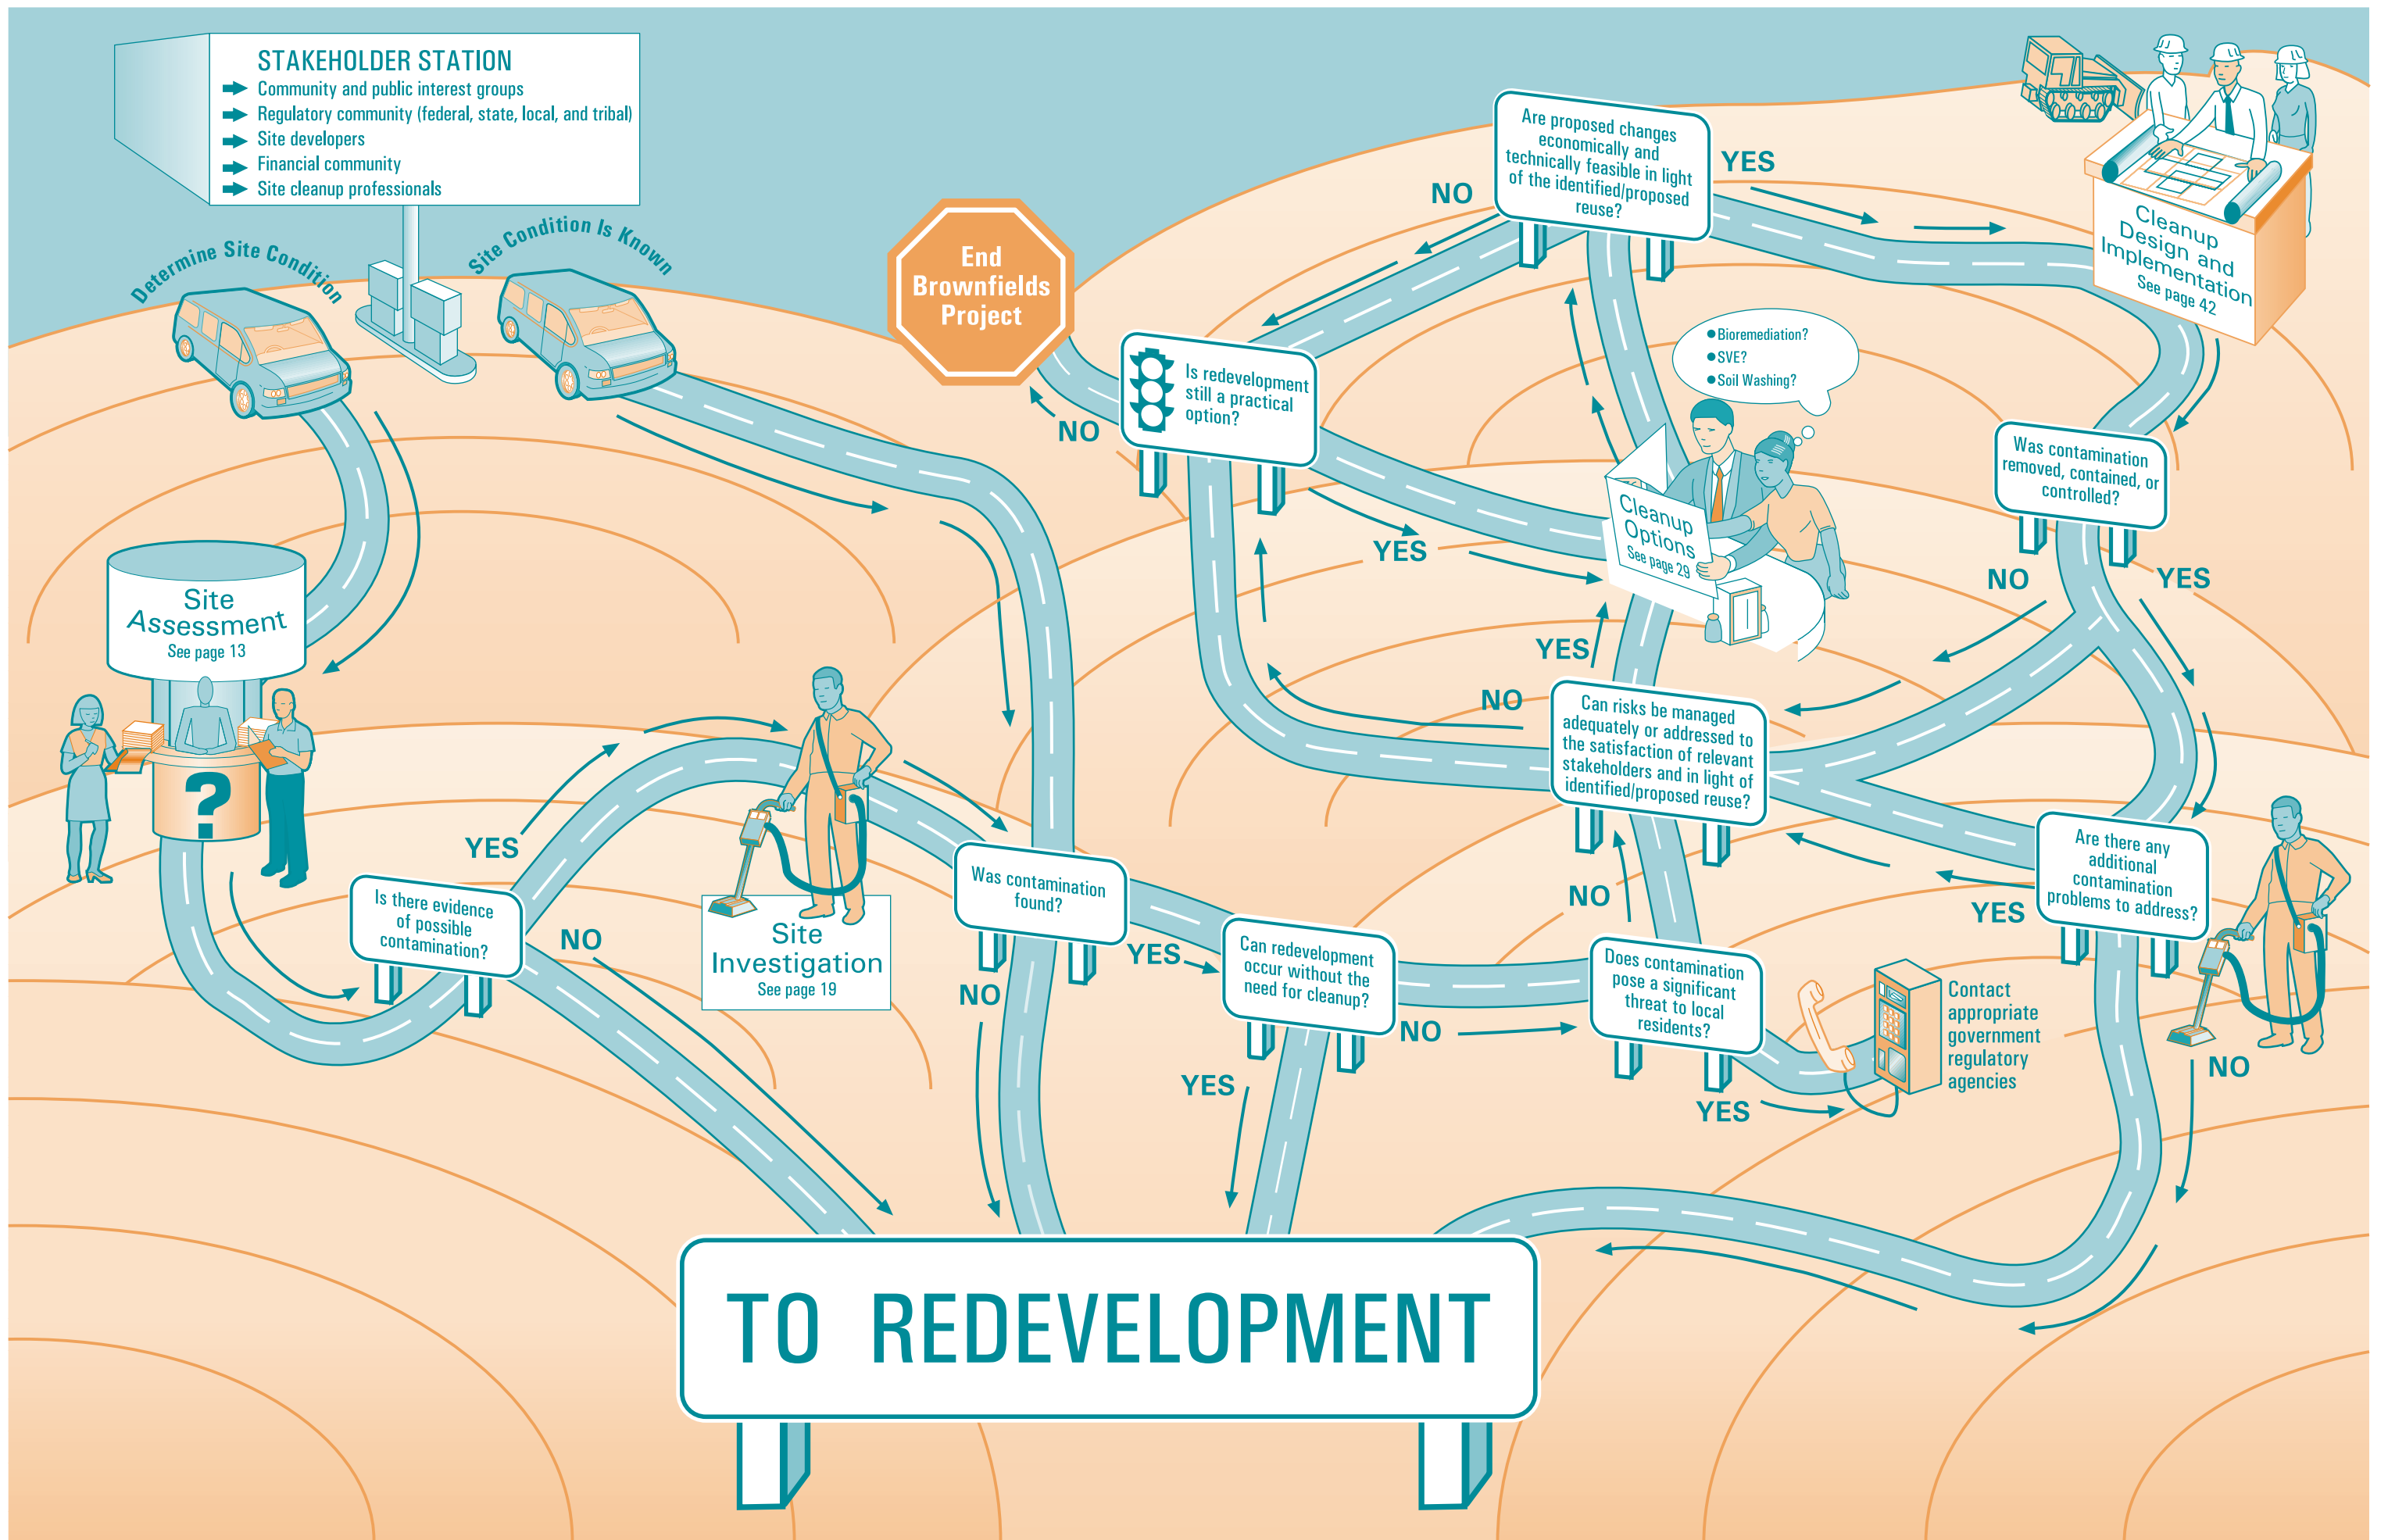 STAKEHOLDER STATION
Community and public interest groups
Regulatory community (federal, state, local, and tribal)
Site developers
Financial community
Site cleanup professionals
Determine Site Condition
Site Condition Is Known
End
Brownfields
Project
NO
Is redevelopment
still a practical
option?
YES
Are proposed changes
economically and
technically feasible in light
of the identified/proposed
reuse?
NO
YES
Cleanup
Design and
Implementation
See page 42
Bioremediation?
SVE?
Soil Washing?
Cleanup
Options
See page 29
Was contamination
removed, contained, or
controlled?
NO
YES
Site
Assessment
See page 13
?
Is there evidence
of possible
contamination?
YES
NO
Site
Investigation
See page 19
Was contamination
found?
YES
NO
Can redevelopment
occur without the
need for cleanup?
YES
NO
Does contamination
pose a significant
threat to local
residents?
NO
YES
Contact
appropriate
government
regulatory
agencies
Can risks be managed
adequately or addressed to
the satisfaction of relevant
stakeholders and in light of
identified/proposed reuse?
YES
NO
Are there any
additional
contamination
problems to address?
YES
NO
TO REDEVELOPMENT